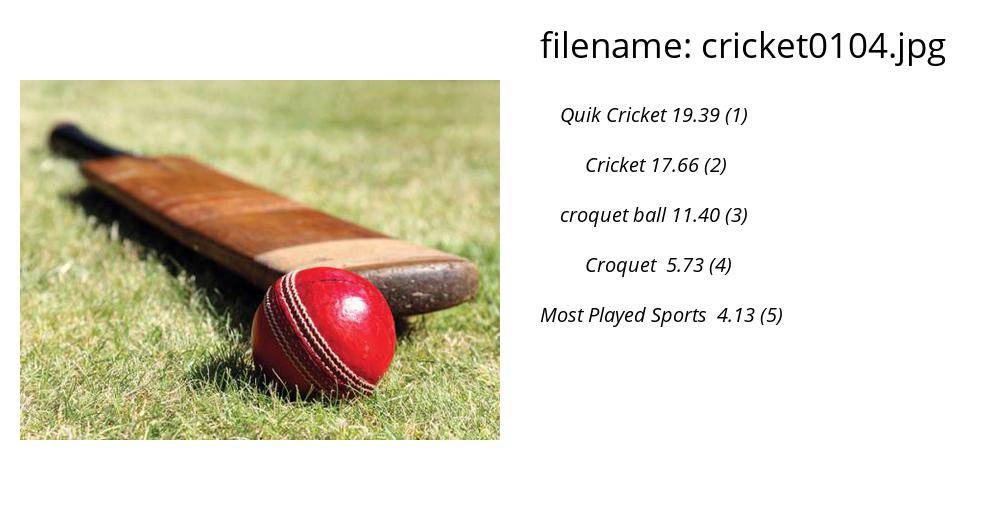 filename: cricket0104.jpg
Quik Cricket 19.39 (1)
Cricket 17.66 (2)
croquet ball 11.40 (3)
Croquet 5.73 (4)
Most Played Sports 4.13 (5)